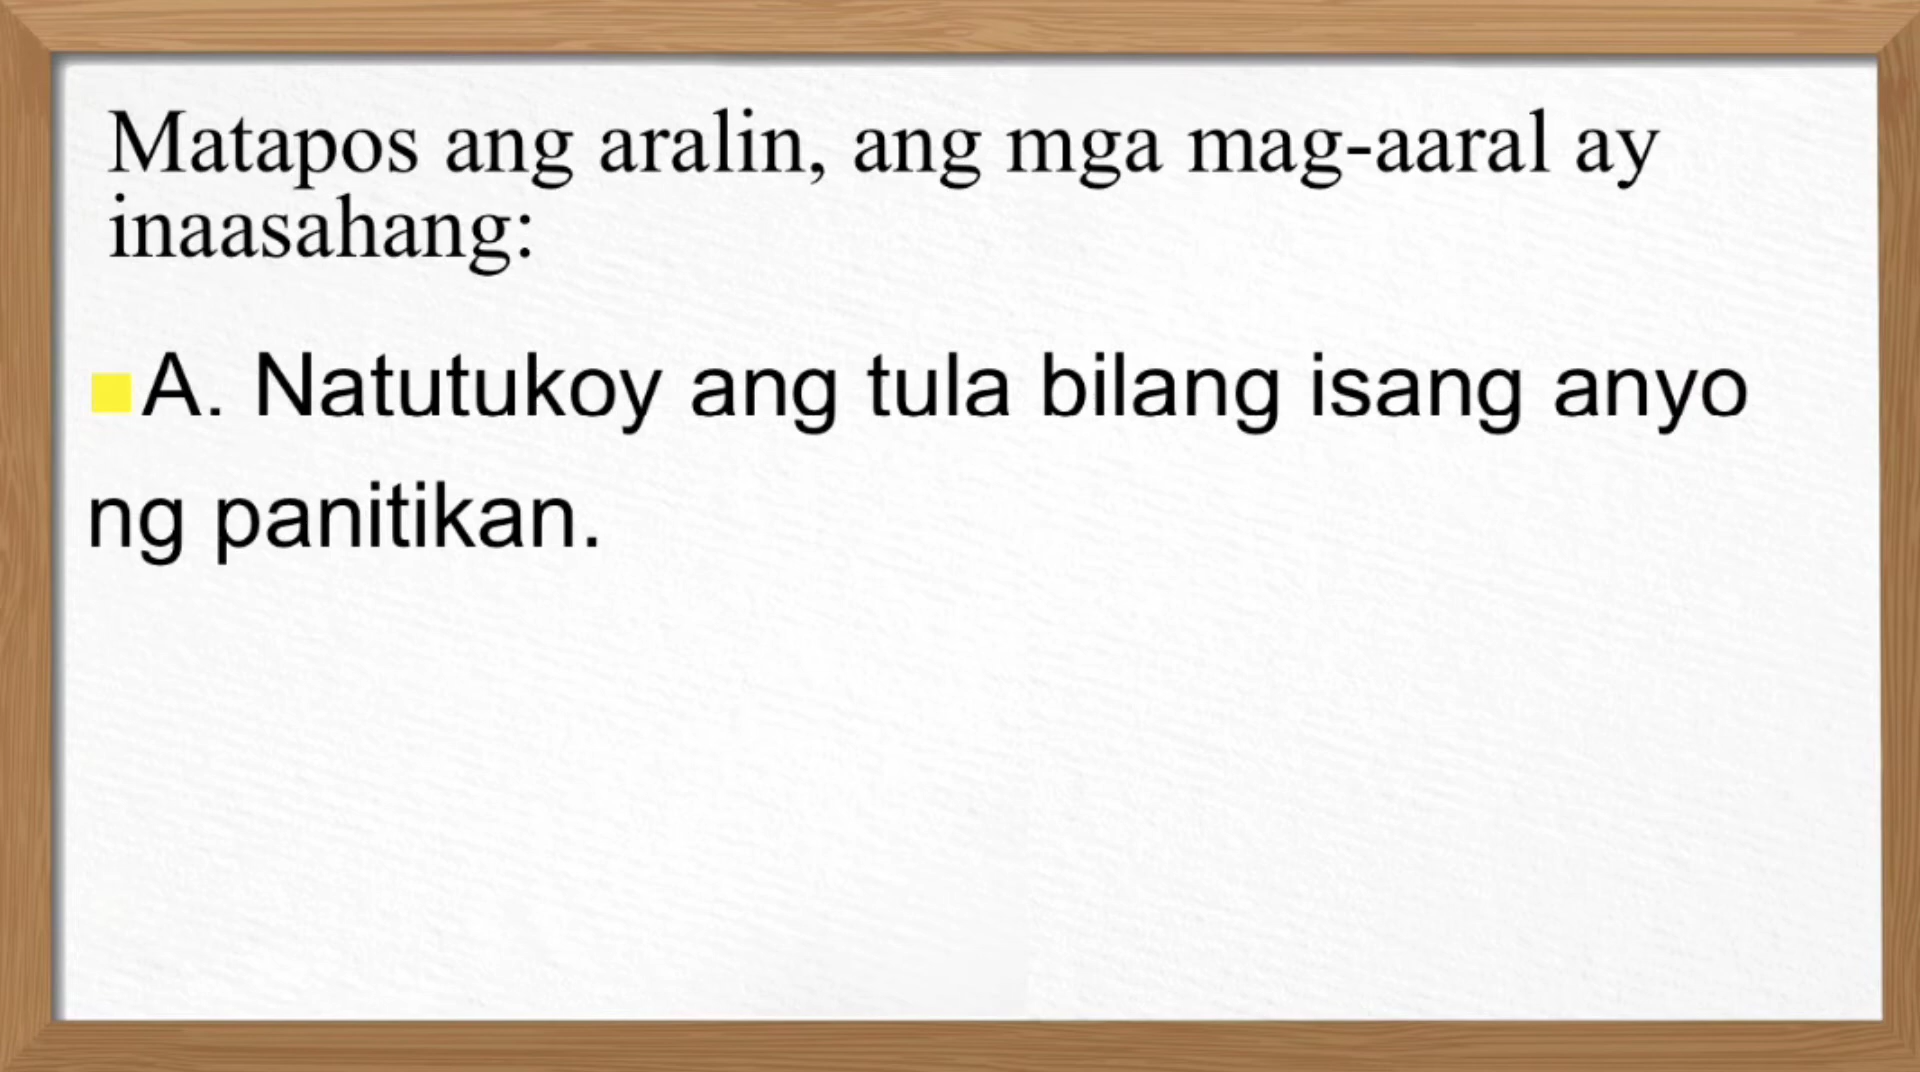 Matapos ang aralin, ang mga mag-aaral ay
inaasahang:
A. Natutukoy ang tula bilang isang anyo
ng panitikan.